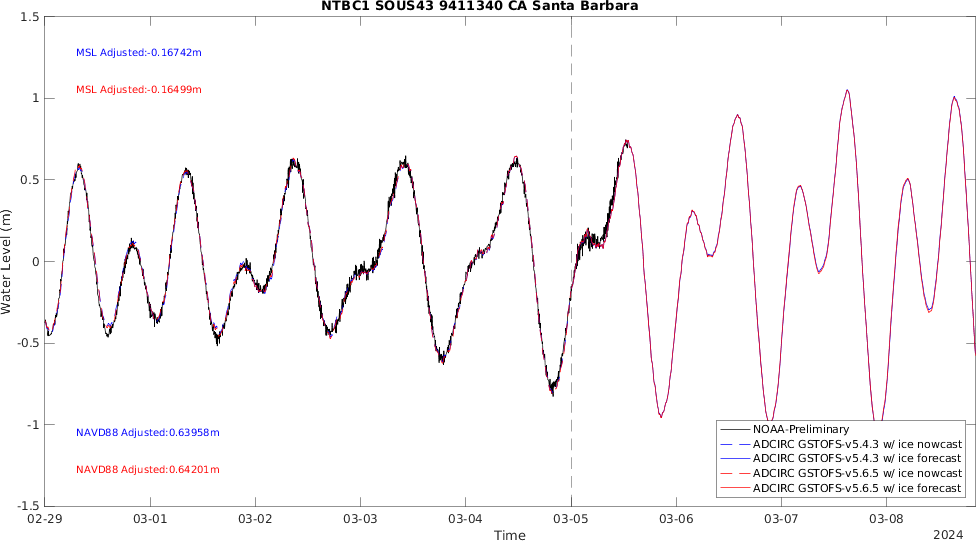 NTBC1 SOUS43 9411340 CA Santa Barbara
1.5
MSL Adjusted:-0.16742m
1
MSL Adjusted:-0.16499m
0.5
Water Level (m)
0
-0.5
-1
NAVD88 Adjusted:0.63958m
NAVD88 Adjusted:0.64201m
-1.5
NOAA-Preliminary
ADCIRC GSTOFS-v5.4.3 w/ ice nowcast
ADCIRC GSTOFS-v5.4.3 w/ ice forecast
ADCIRC GSTOFS-v5.6.5 w/ ice nowcast
ADCIRC GSTOFS-v5.6.5 w/ ice forecast
02-29 03-01 03-02 03-03 03-04 03-05 03-06 03-07 03-08
Time
2024